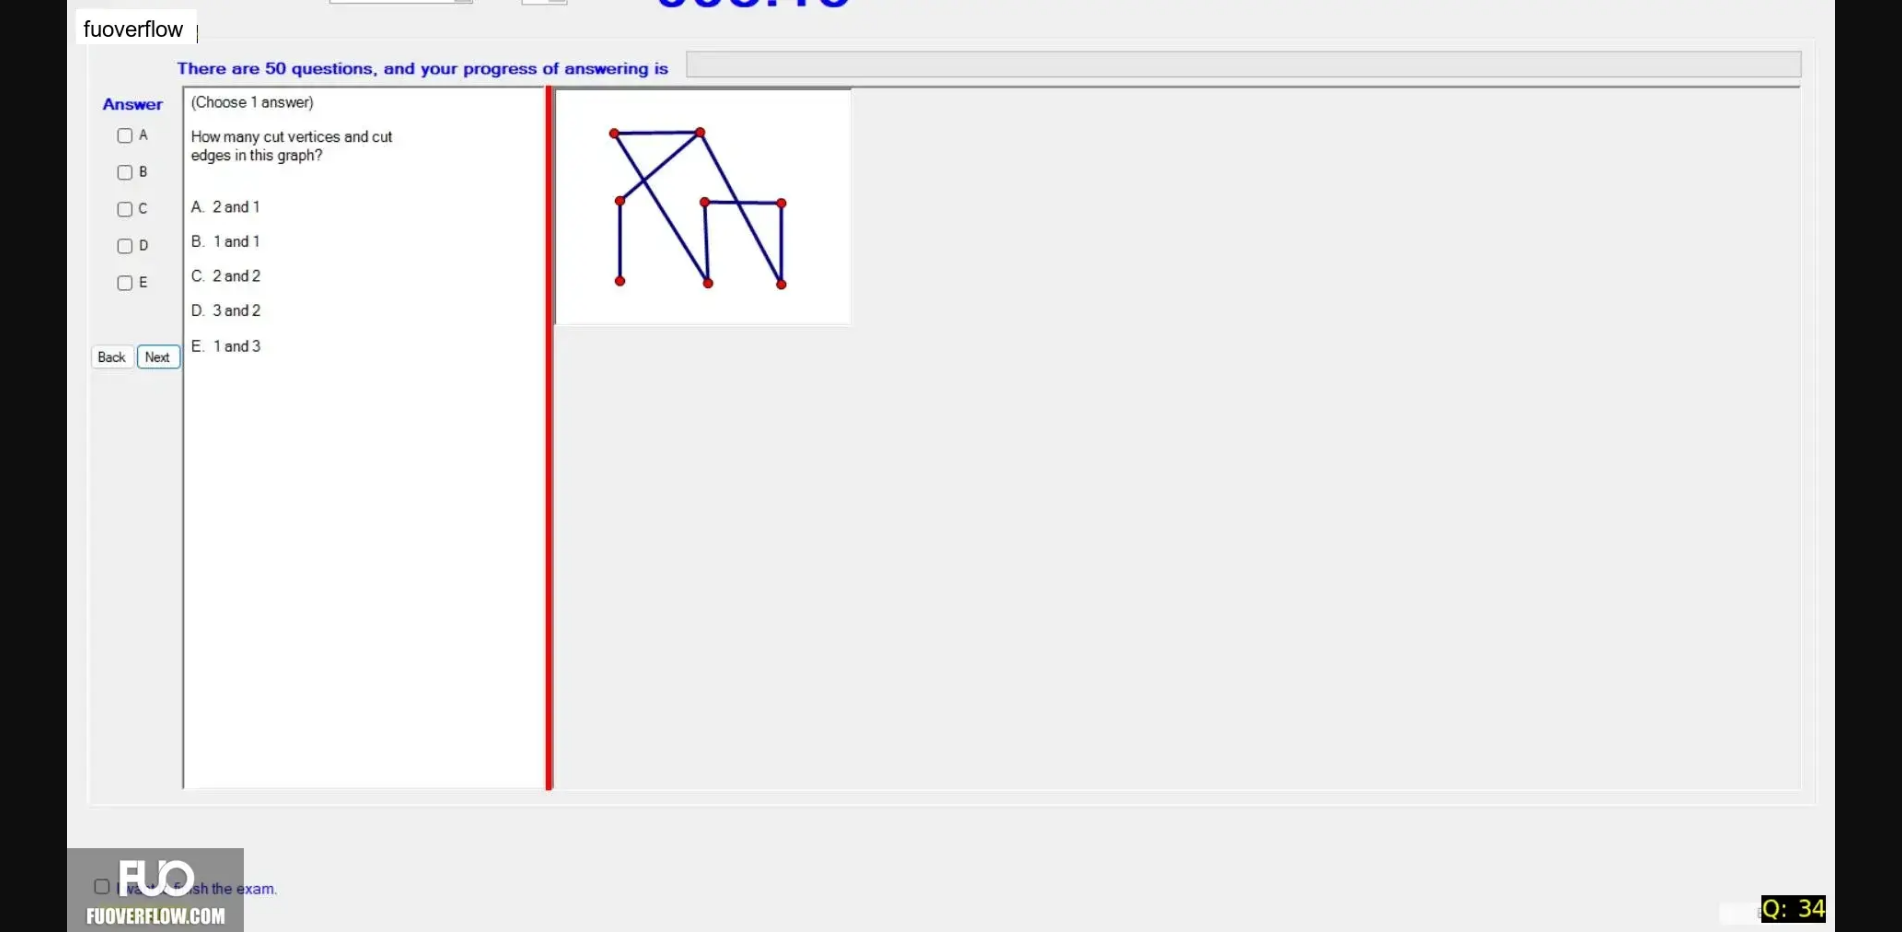 fuoverflow
There are 50 questions, and your progress of answering is
Answer
A
B
C
D
E
Back
Next
(Choose 1 answer)
How many cut vertices and cut
edges in this graph?
A. 2 and 1
B. 1 and 1
C. 2 and 2
D. 3 and 2
E. 1 and 3
FUO
sh the exam.
FUOVERFLOW.COM
Q: 34